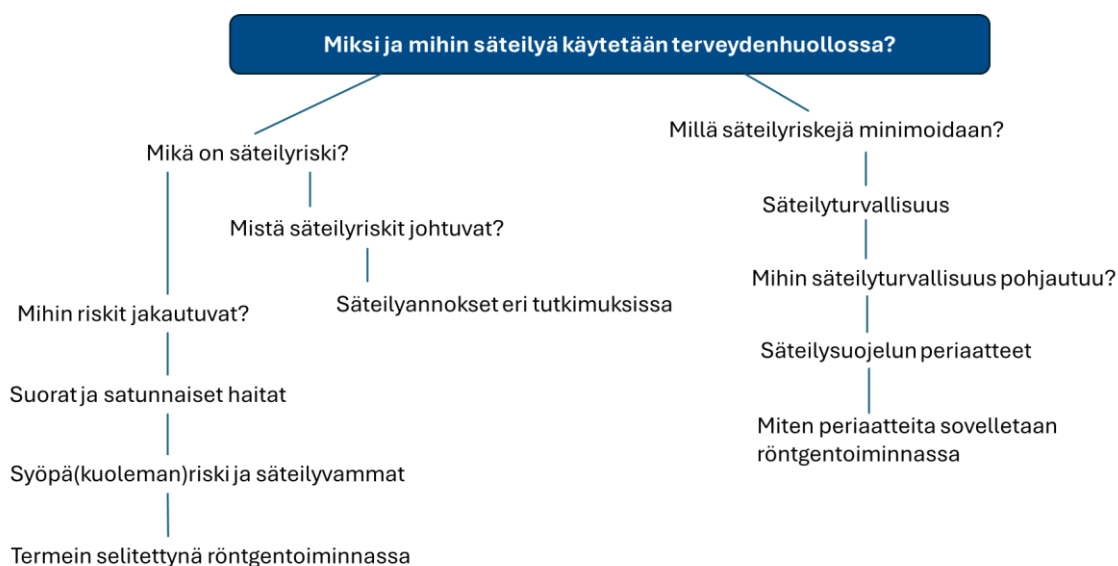 Miksi ja mihin säteilyä käytetään terveydenhuollossa?
Mikä on säteilyriski?
Mistä säteilyriskit johtuvat?
Säteilyannokset eri tutkimuksissa
Mihin riskit jakautuvat?
Suorat ja satunnaiset haitat
Syöpä(kuoleman)riski ja säteilyvammat
Termein selitettynä röntgentoiminnassa
Millä säteilyriskejä minimoidaan?
Säteilyturvallisuus
Mihin säteilyturvallisuus pohjautuu?
Säteilysuojelun periaatteet
Miten periaatteita sovelletaan
röntgentoiminnassa